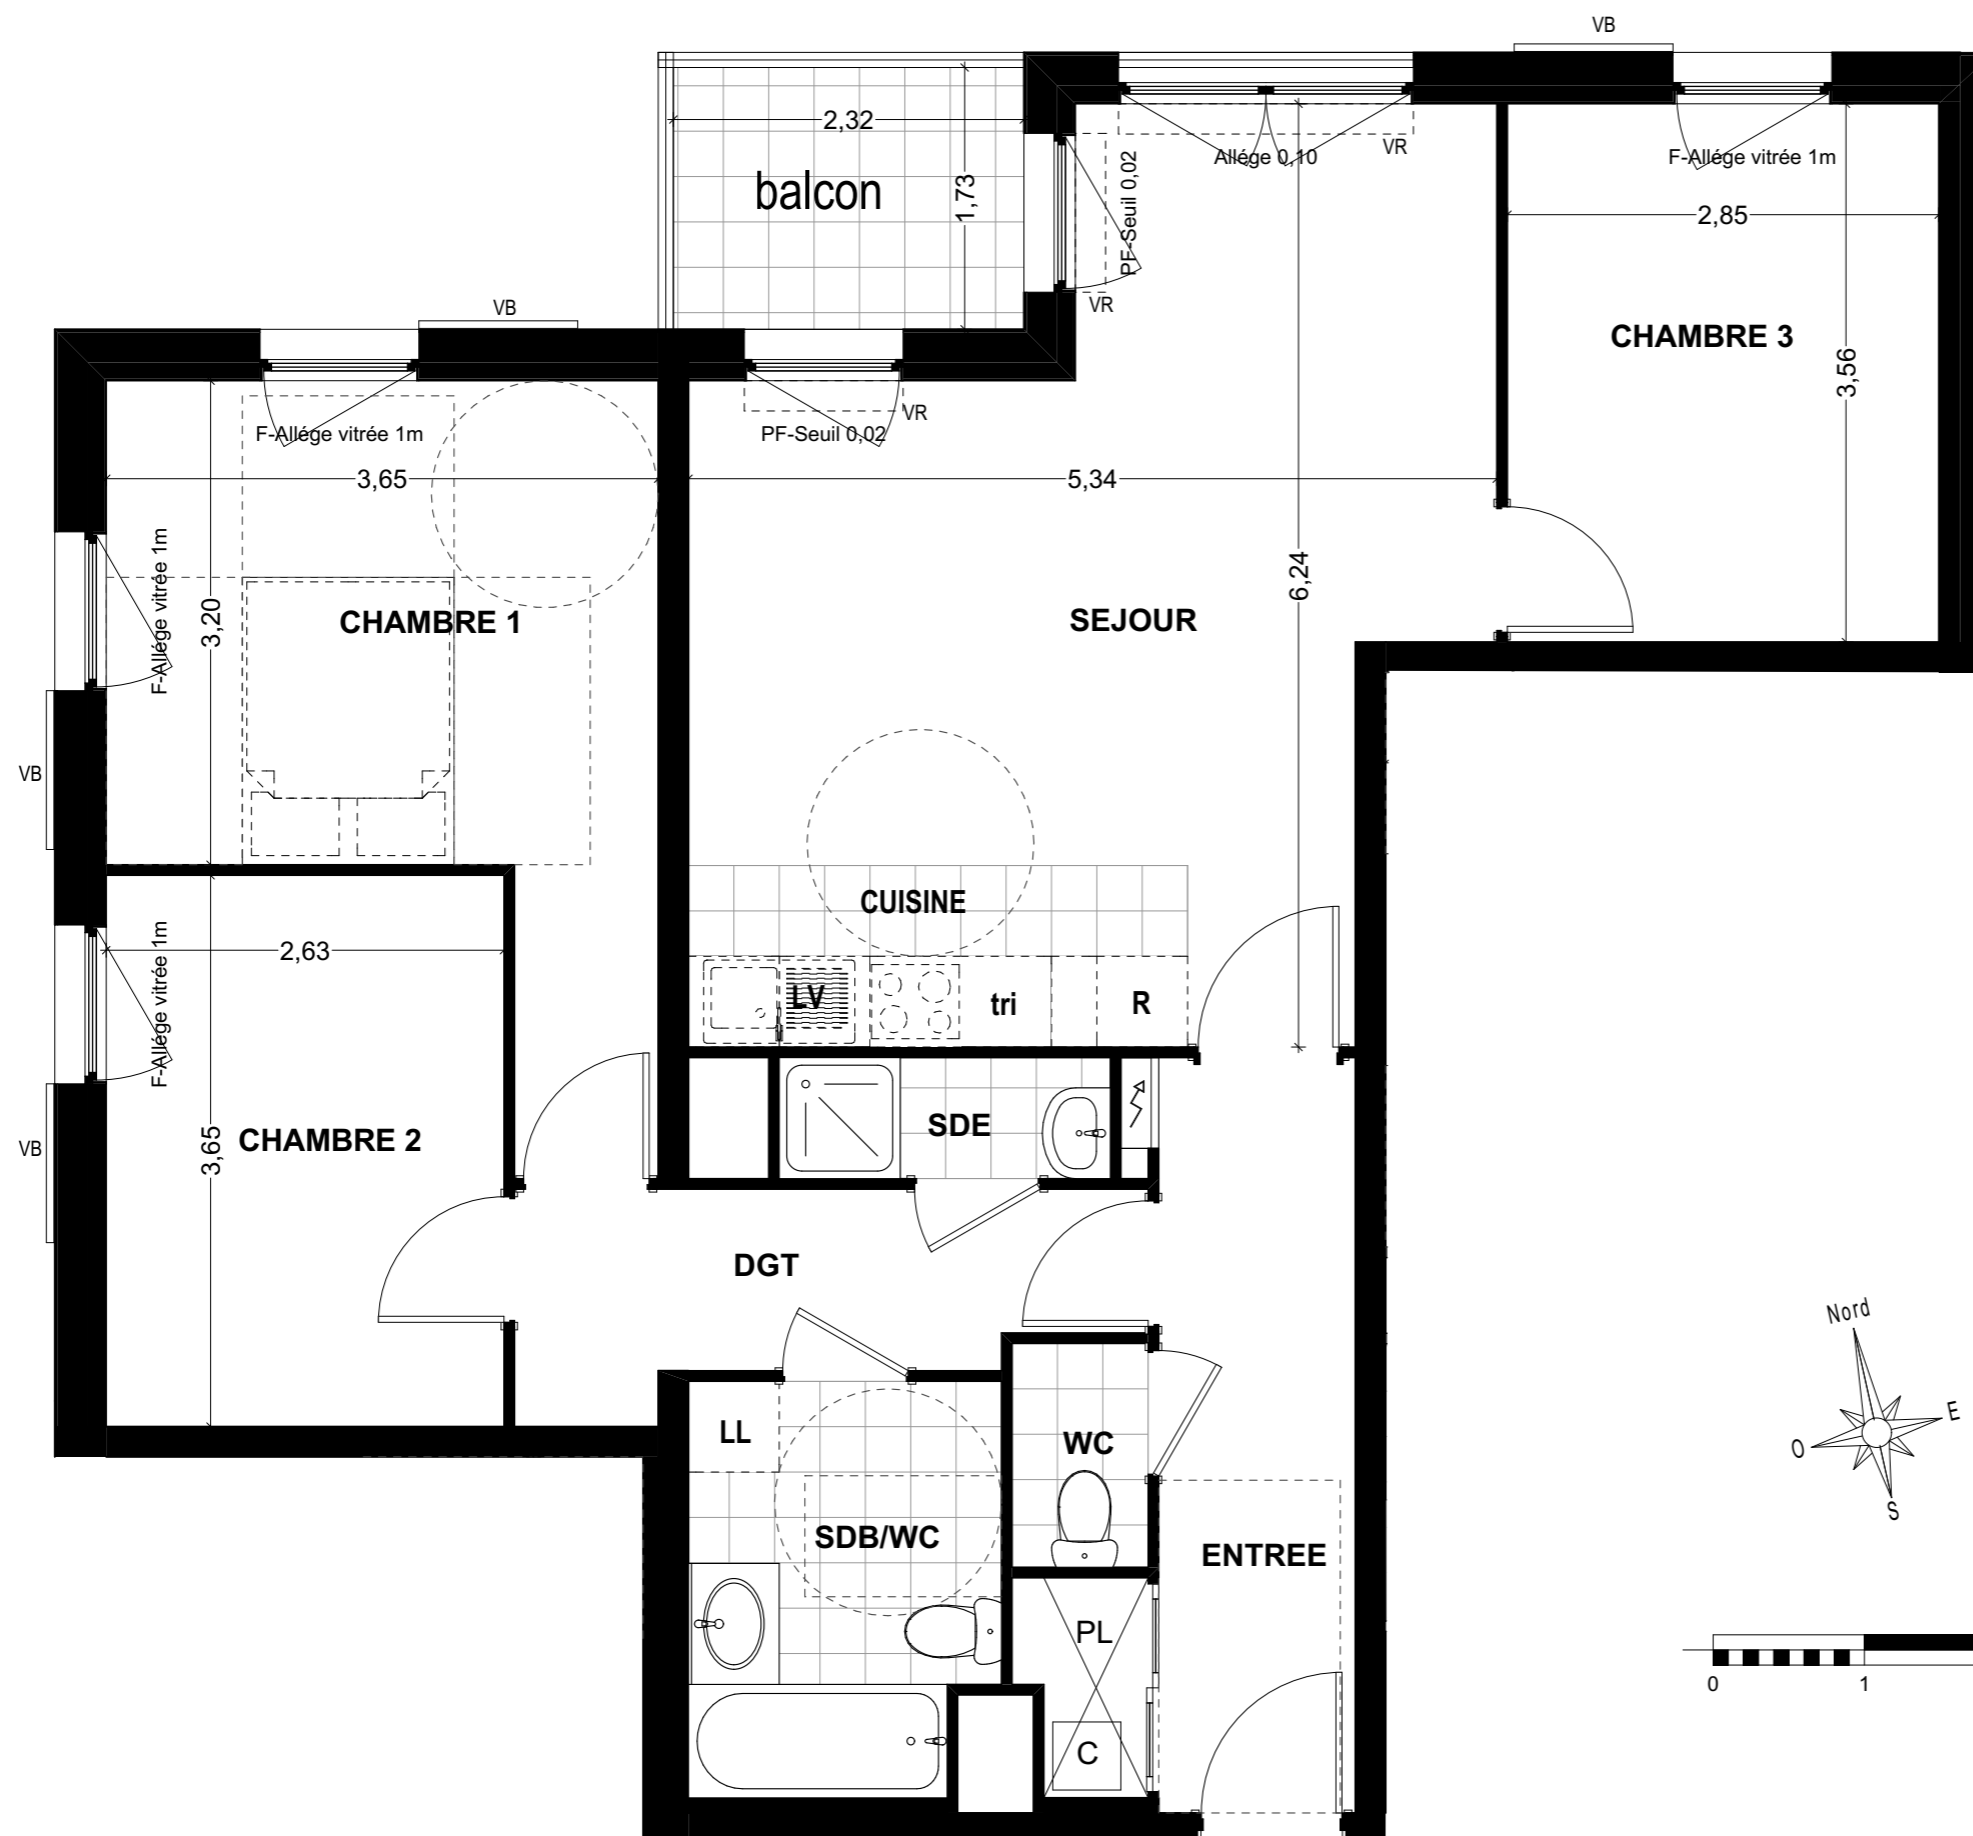 VB
2,32
balcon
1,73
PF-Seuil 0,02
VR
Allége 0,10
VR
F-Allége vitrée 1m
2,85
CHAMBRE 3
3,56
VB
F-Allége vitrée 1m
PF-Seuil 0,02
VR
3,65
5,34
F-Allége vitrée 1m
3,20
CHAMBRE 1
SEJOUR
6,24
VB
CUISINE
F-Allége vitrée 1m
2,63
LV
tri
R
VB
3,65
CHAMBRE 2
SDE
DGT
LL
WC
SDB/WC
ENTREE
PL
C
Nord
E
O
S
0
1